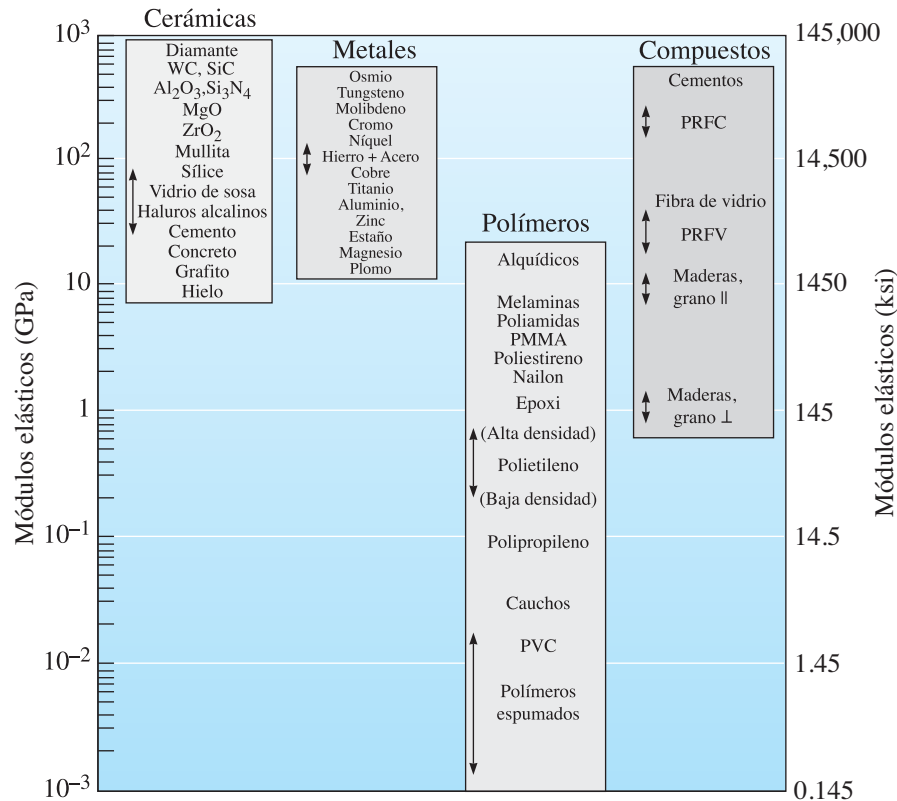 Módulos elásticos (GPa)
10³
10²
10
1
10⁻¹
10⁻²
10⁻³
Cerámicas
Diamante
WC, SiC
Al₂O₃,Si₃N₄
MgO
ZrO₂
Mullita
Sílice
Vidrio de sosa
Haluros alcalinos
Cemento
Concreto
Grafito
Hielo
Metales
Osmio
Tungsteno
Molibdeno
Cromo
Níquel
Hierro + Acero
Cobre
Titanio
Aluminio,
Zinc
Estaño
Magnesio
Plomo
Polímeros
Alquídicos
Melaminas
Poliamidas
PMMA
Poliestireno
Nailon
Epoxi
(Alta densidad)
Polietileno
(Baja densidad)
Polipropileno
Cauchos
PVC
Polímeros
espumados
Compuestos
Cementos
PRFC
Fibra de vidrio
PRFV
Maderas,
grano ||
Maderas,
grano ⊥
145,000
14,500
1450
145
14.5
1.45
0.145
Módulos elásticos (ksi)